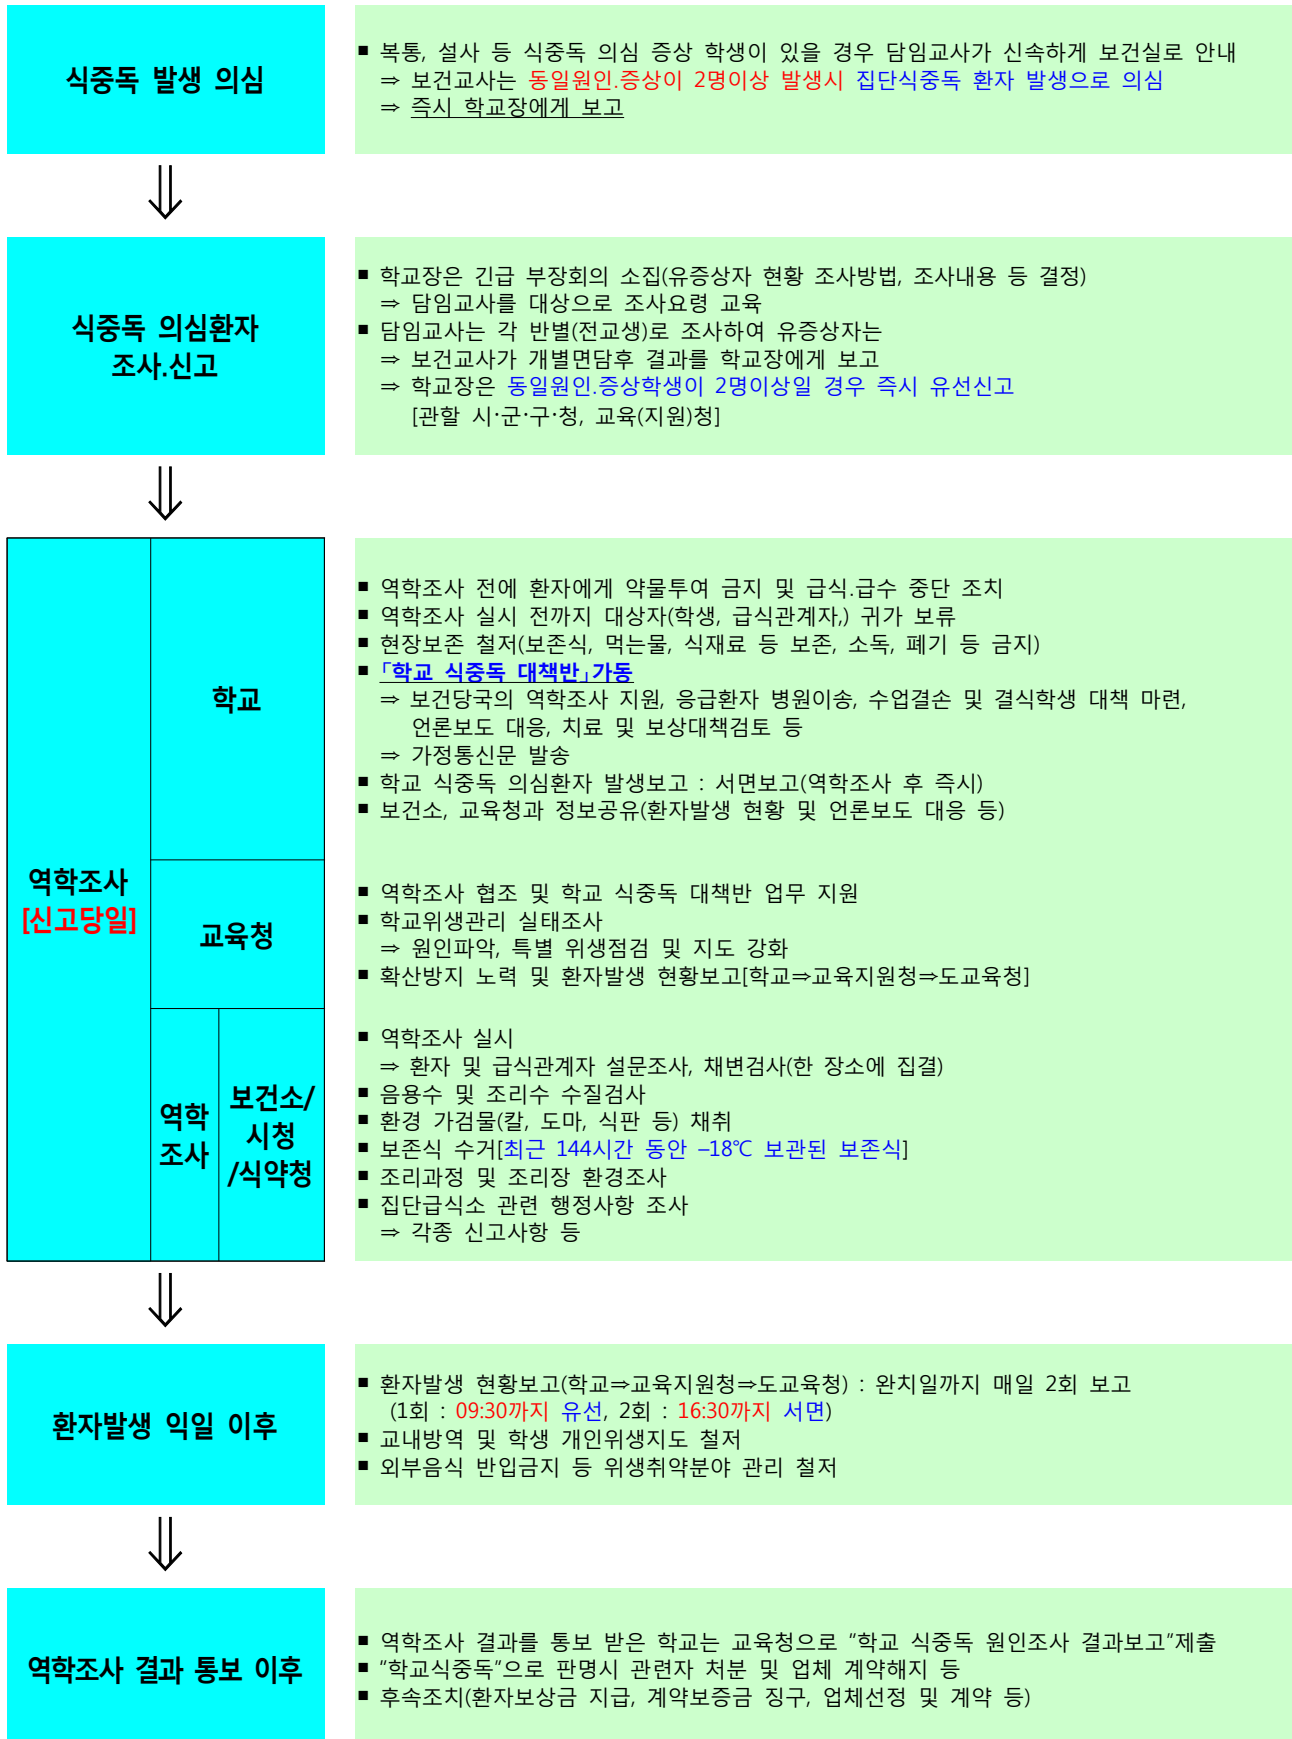 식중독 발생 의심
■ 복통, 설사 등 식중독 의심 증상 학생이 있을 경우 담임교사가 신속하게 보건실로 안내
⇒ 보건교사는 동일원인.증상이 2명이상 발생시 집단식중독 환자 발생으로 의심
⇒ 즉시 학교장에게 보고
⇓
식중독 의심환자
조사.신고
■ 학교장은 긴급 부장회의 소집(유증상자 현황 조사방법, 조사내용 등 결정)
⇒ 담임교사를 대상으로 조사요령 교육
■ 담임교사는 각 반별(전교생)로 조사하여 유증상자는
⇒ 보건교사가 개별면담후 결과를 학교장에게 보고
⇒ 학교장은 동일원인.증상학생이 2명이상일 경우 즉시 유선신고
[관할 시·군·구·청, 교육(지원)청]
⇓
역학조사
[신고당일]
학교
■ 역학조사 전에 환자에게 약물투여 금지 및 급식.급수 중단 조치
■ 역학조사 실시 전까지 대상자(학생, 급식관계자,) 귀가 보류
■ 현장보존 철저(보존식, 먹는물, 식재료 등 보존, 소독, 폐기 등 금지)
■ 「학교 식중독 대책반」가동
⇒ 보건당국의 역학조사 지원, 응급환자 병원이송, 수업결손 및 결식학생 대책 마련,
언론보도 대응, 치료 및 보상대책검토 등
⇒ 가정통신문 발송
■ 학교 식중독 의심환자 발생보고 : 서면보고(역학조사 후 즉시)
■ 보건소, 교육청과 정보공유(환자발생 현황 및 언론보도 대응 등)
교육청
■ 역학조사 협조 및 학교 식중독 대책반 업무 지원
■ 학교위생관리 실태조사
⇒ 원인파악, 특별 위생점검 및 지도 강화
■ 확산방지 노력 및 환자발생 현황보고[학교⇒교육지원청⇒도교육청]
역학
조사
보건소/
시청
/식약청
■ 역학조사 실시
⇒ 환자 및 급식관계자 설문조사, 채변검사(한 장소에 집결)
■ 음용수 및 조리수 수질검사
■ 환경 가검물(칼, 도마, 식판 등) 채취
■ 보존식 수거[최근 144시간 동안 –18℃ 보관된 보존식]
■ 조리과정 및 조리장 환경조사
■ 집단급식소 관련 행정사항 조사
⇒ 각종 신고사항 등
⇓
환자발생 익일 이후
■ 환자발생 현황보고(학교⇒교육지원청⇒도교육청) : 완치일까지 매일 2회 보고
(1회 : 09:30까지 유선, 2회 : 16:30까지 서면)
■ 교내방역 및 학생 개인위생지도 철저
■ 외부음식 반입금지 등 위생취약분야 관리 철저
⇓
역학조사 결과 통보 이후
■ 역학조사 결과를 통보 받은 학교는 교육청으로 “학교 식중독 원인조사 결과보고”제출
■ “학교식중독”으로 판명시 관련자 처분 및 업체 계약해지 등
■ 후속조치(환자보상금 지급, 계약보증금 징구, 업체선정 및 계약 등)